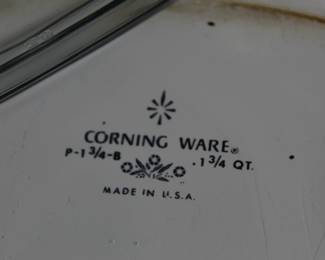 CORNING WARE®
P-1 3/4-B . 1 3/4 QT.
MADE IN U.S.A.